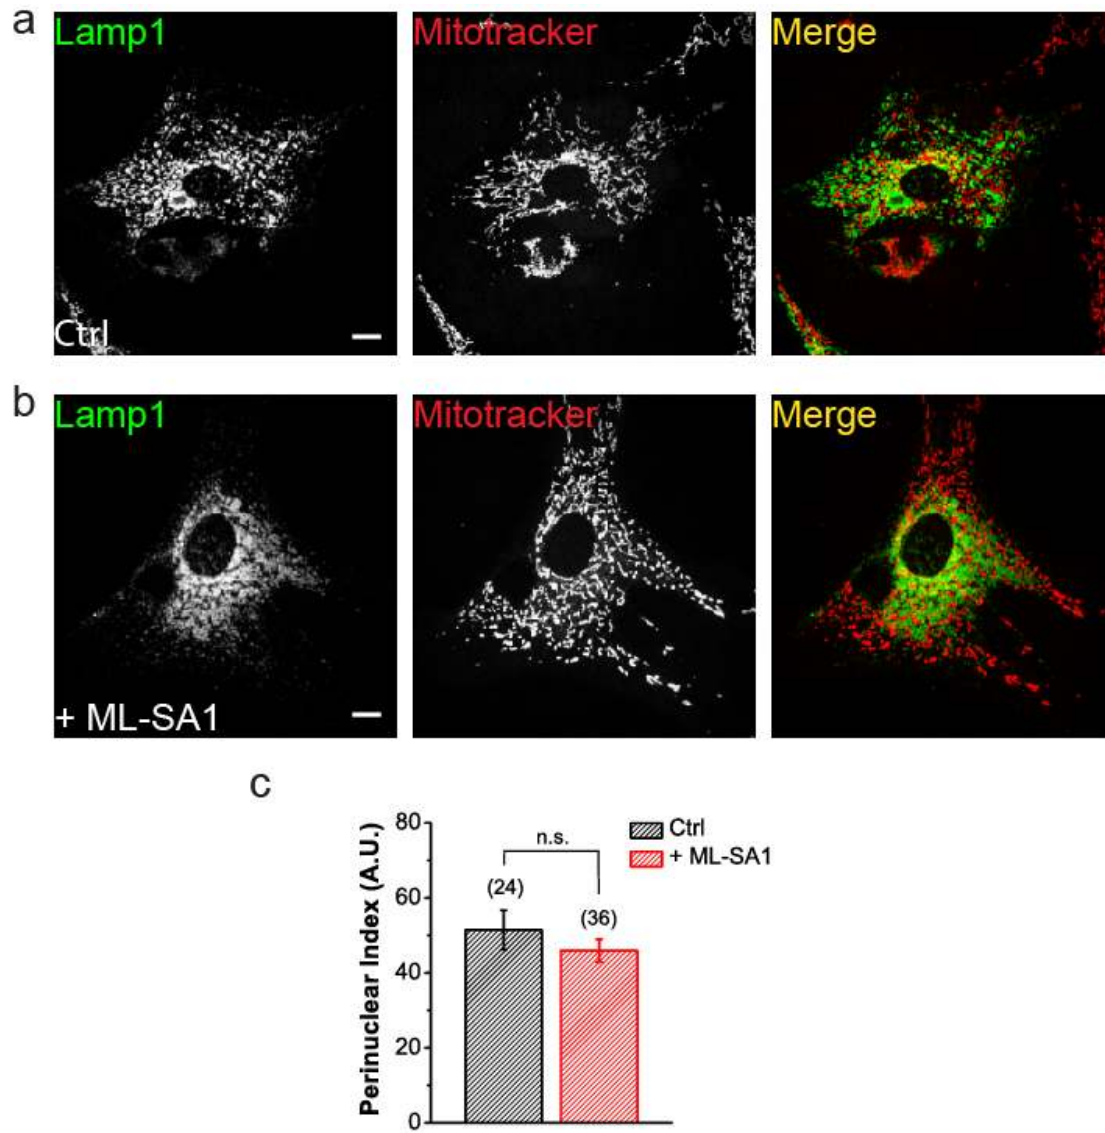 a
Lamp1
Mitotracker
Merge
Ctrl
b
Lamp1
Mitotracker
Merge
+ ML-SA1
c
Perinuclear Index (A.U.)
80
60
40
20
0
n.s.
(24)
(36)
Ctrl
+ ML-SA1